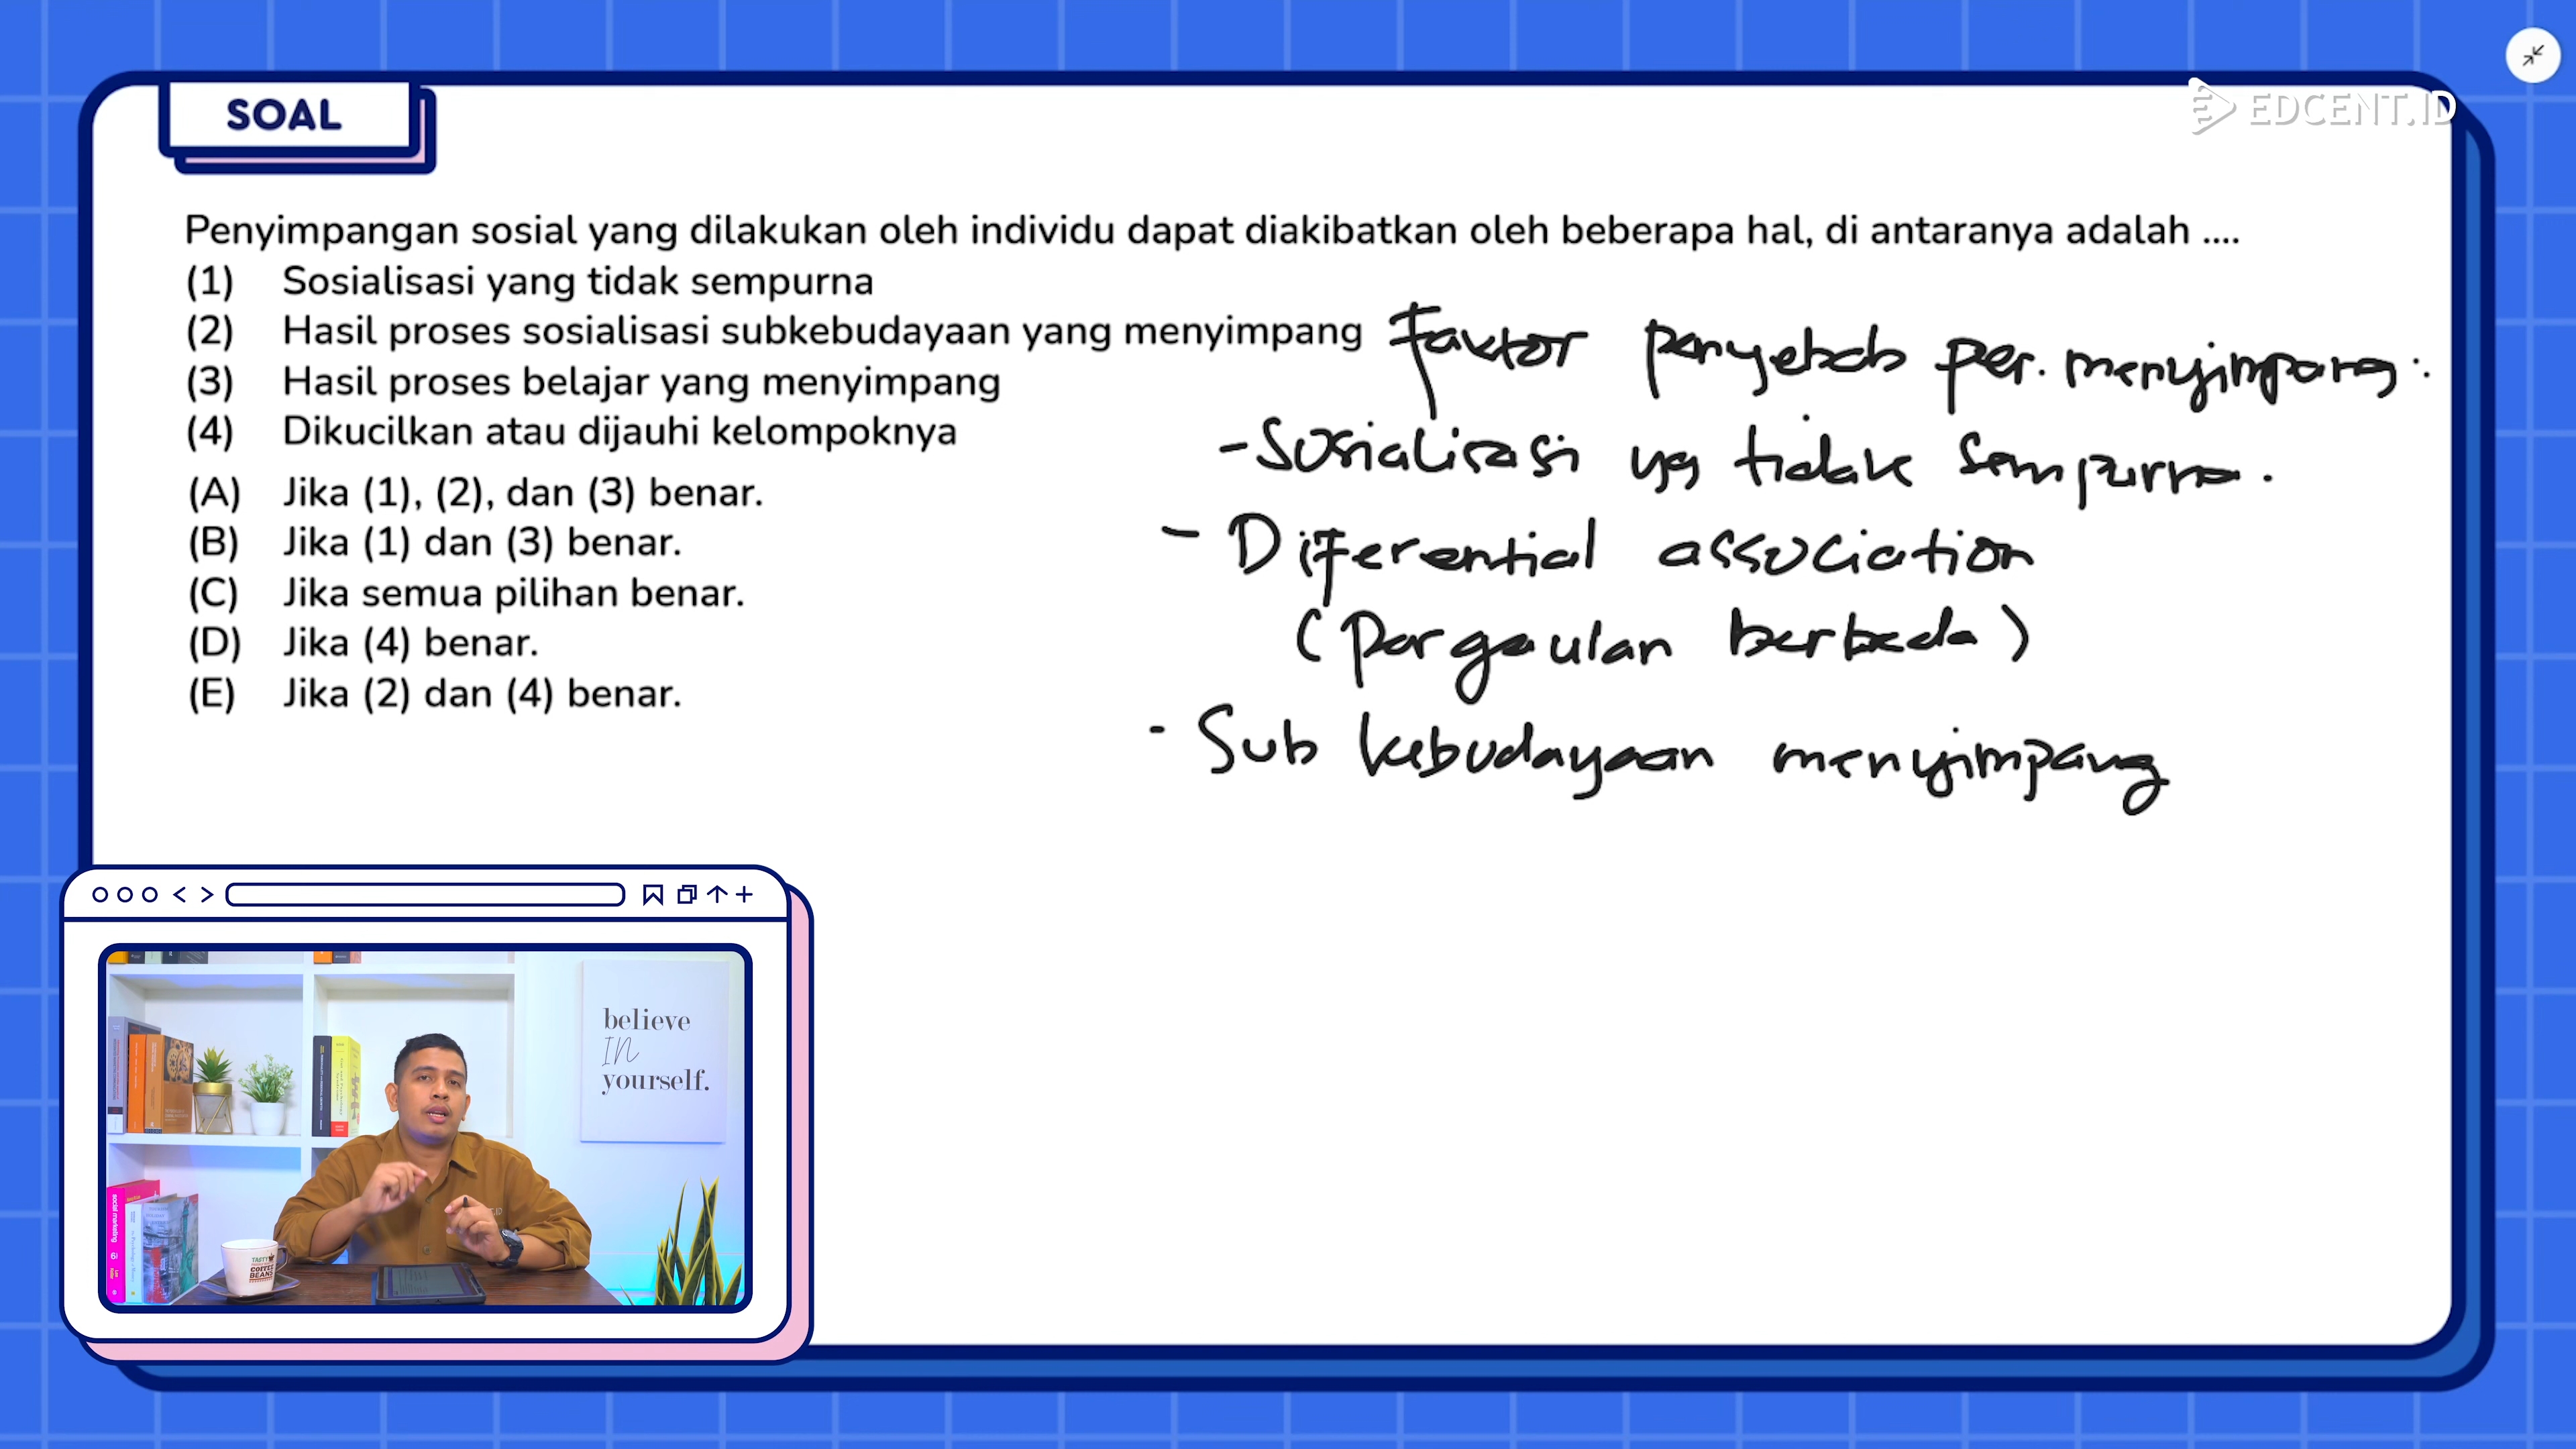 SOAL
EDCENT.ID
Penyimpangan sosial yang dilakukan oleh individu dapat diakibatkan oleh beberapa hal, di antaranya adalah ....
(1) Sosialisasi yang tidak sempurna
(2) Hasil proses sosialisasi subkebudayaan yang menyimpang
(3) Hasil proses belajar yang menyimpang
(4) Dikucilkan atau dijauhi kelompoknya
(A) Jika (1), (2), dan (3) benar.
(B) Jika (1) dan (3) benar.
(C) Jika semua pilihan benar.
(D) Jika (4) benar.
(E) Jika (2) dan (4) benar.
Faktor penyebab per. menyimpang :
- Sosialisasi yg tidak sempurna .
- Diferential association
(Pergaulan berbeda)
- Sub kebudayaan menyimpang
believe
IN
yourself.
TASTY
COFFEE
BEANS